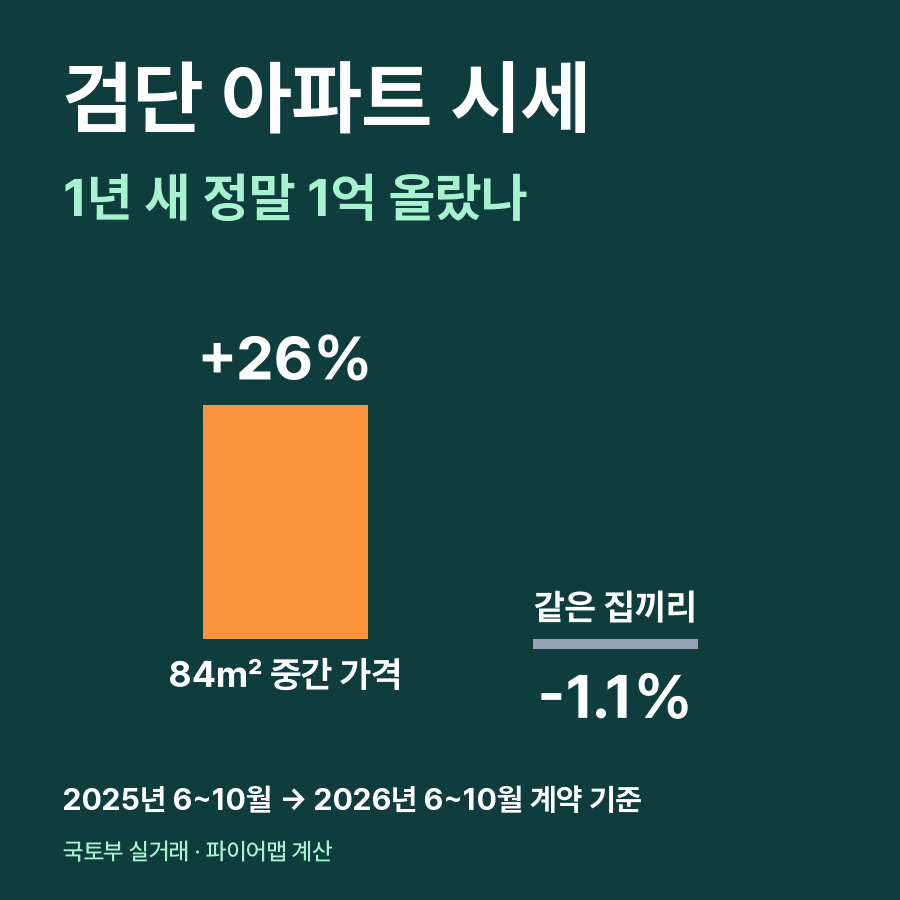 검단 아파트 시세
1년 새 정말 1억 올랐나
+26%
84m² 중간 가격
같은 집끼리
-1.1%
2025년 6~10월 → 2026년 6~10월 계약 기준
국토부 실거래 · 파이어맵 계산